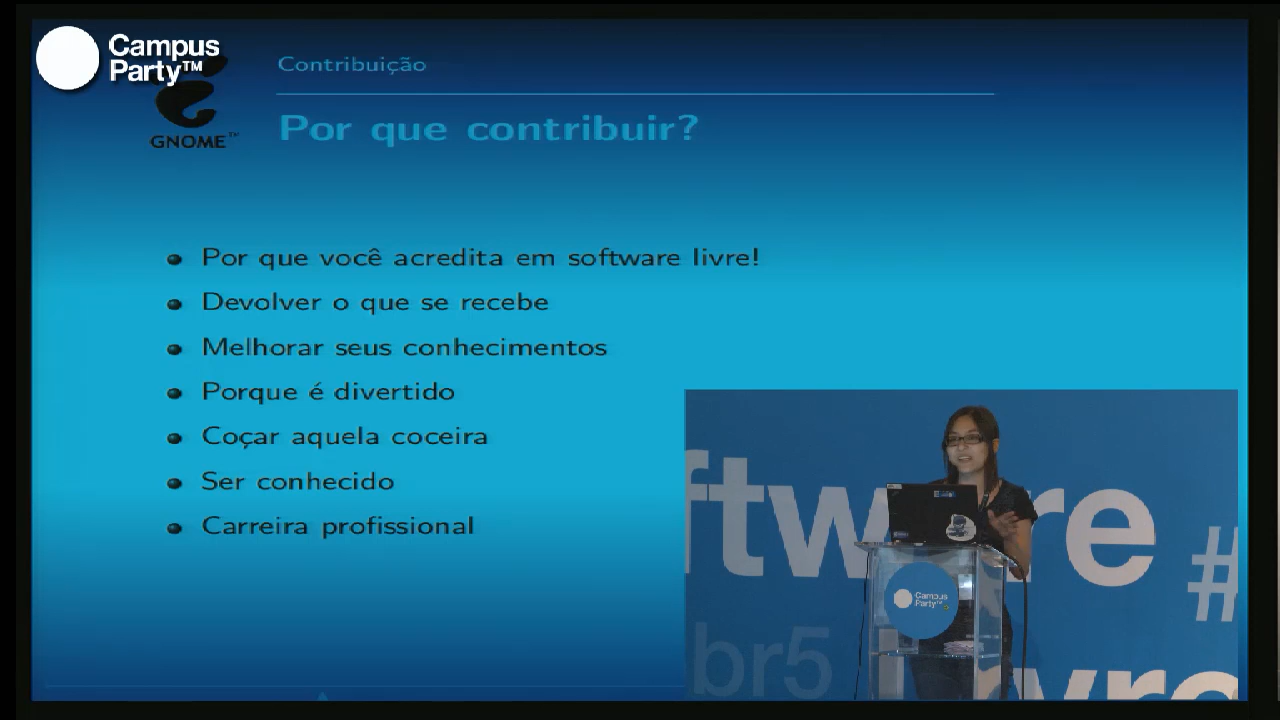 Campus
Party™
GNOME™
Contribuição
Por que contribuir?
Por que você acredita em software livre!
Devolver o que se recebe
Melhorar seus conhecimentos
Porque é divertido
Coçar aquela coceira
Ser conhecido
Carreira profissional
ftware
#
br5
Campus
Party™